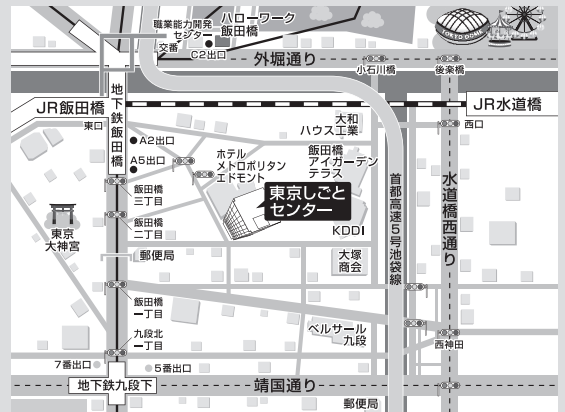 職業能力開発
センター
ハローワーク
飯田橋
交番
C2出口
TOKYO DOME
外堀通り
小石川橋
後楽橋
JR飯田橋
地下鉄飯田橋
JR水道橋
東口
西口
A2出口
A5出口
大和
ハウス工業
ホテル
メトロポリタン
エドモント
飯田橋
アイガーデン
テラス
東京しごと
センター
KDDI
首都高速5号池袋線
水道橋西通り
飯田橋
三丁目
飯田橋
二丁目
東京
大神宮
郵便局
大塚
商会
飯田橋
一丁目
九段北
一丁目
ベルサール
九段
西神田
7番出口
5番出口
地下鉄九段下
靖国通り
郵便局